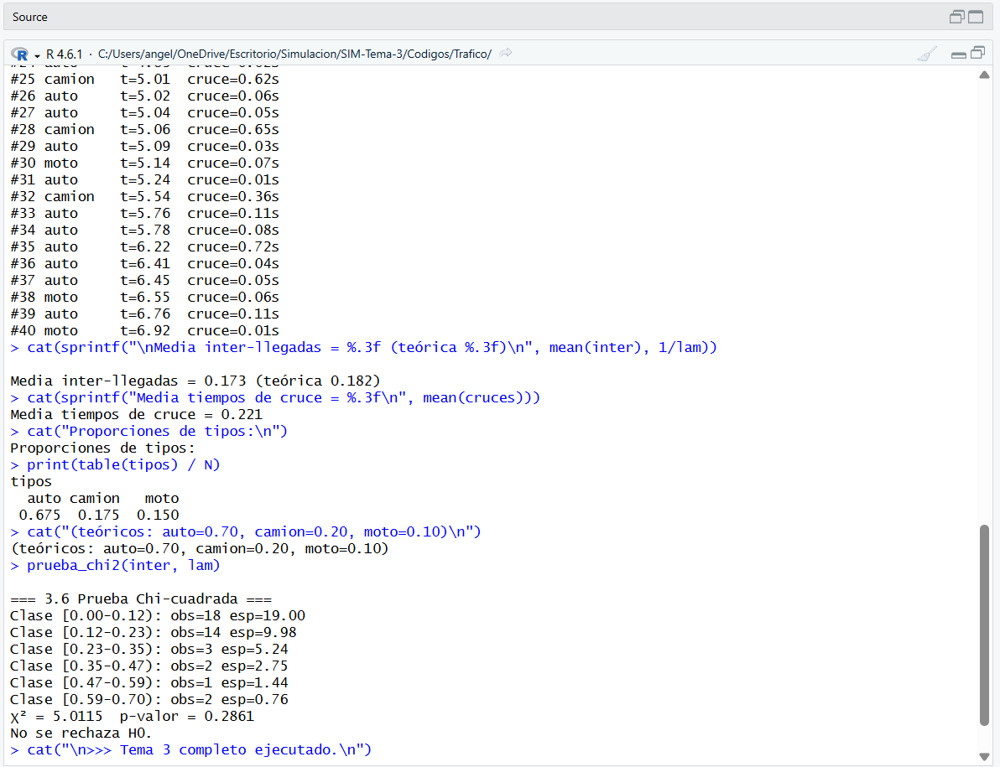 Source
R 4.6.1 · C:/Users/angel/OneDrive/Escritorio/Simulacion/SIM-Tema-3/Codigos/Trafico/
#25 camion   t=5.01  cruce=0.62s
#26 auto     t=5.02  cruce=0.06s
#27 auto     t=5.04  cruce=0.05s
#28 camion   t=5.06  cruce=0.65s
#29 auto     t=5.09  cruce=0.03s
#30 moto     t=5.14  cruce=0.07s
#31 auto     t=5.24  cruce=0.01s
#32 camion   t=5.54  cruce=0.36s
#33 auto     t=5.76  cruce=0.11s
#34 auto     t=5.78  cruce=0.08s
#35 auto     t=6.22  cruce=0.72s
#36 auto     t=6.41  cruce=0.04s
#37 auto     t=6.45  cruce=0.05s
#38 moto     t=6.55  cruce=0.06s
#39 auto     t=6.76  cruce=0.11s
#40 moto     t=6.92  cruce=0.01s
> cat(sprintf("\nMedia inter-llegadas = %.3f (teórica %.3f)\n", mean(inter), 1/lam))
Media inter-llegadas = 0.173 (teórica 0.182)
> cat(sprintf("Media tiempos de cruce = %.3f\n", mean(cruces)))
Media tiempos de cruce = 0.221
> cat("Proporciones de tipos:\n")
Proporciones de tipos:
> print(table(tipos) / N)
tipos
  auto camion   moto
 0.675  0.175  0.150
> cat("(teóricos: auto=0.70, camion=0.20, moto=0.10)\n")
(teóricos: auto=0.70, camion=0.20, moto=0.10)
> prueba_chi2(inter, lam)
=== 3.6 Prueba Chi-cuadrada ===
Clase [0.00-0.12): obs=18 esp=19.00
Clase [0.12-0.23): obs=14 esp=9.98
Clase [0.23-0.35): obs=3 esp=5.24
Clase [0.35-0.47): obs=2 esp=2.75
Clase [0.47-0.59): obs=1 esp=1.44
Clase [0.59-0.70): obs=2 esp=0.76
χ² = 5.0115  p-valor = 0.2861
No se rechaza H0.
> cat("\n>>> Tema 3 completo ejecutado.\n")